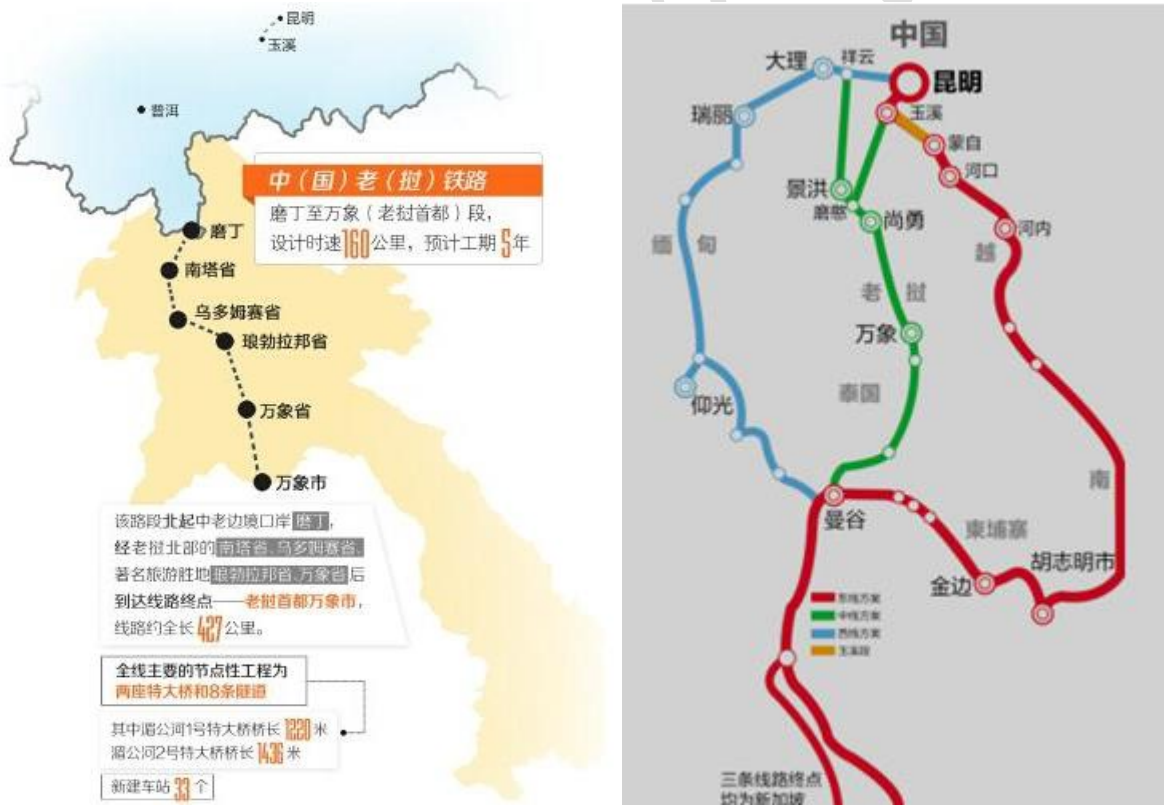 昆明
玉溪
普洱
中（国）老（挝）铁路
磨丁至万象（老挝首都）段，
设计时速160公里，预计工期5年
磨丁
南塔省
乌多姆赛省
琅勃拉邦省
万象省
万象市
该路段北起中老边境口岸磨丁，
经老挝北部的南塔省、乌多姆赛省、
著名旅游胜地琅勃拉邦省、万象省后
到达线路终点——老挝首都万象市，
线路约全长427公里。
全线主要的节点性工程为
两座特大桥和8条隧道
其中湄公河1号特大桥桥长1220米
湄公河2号特大桥桥长1436米
新建车站33个
中国
昆明
大理
祥云
瑞丽
玉溪
蒙自
河口
景洪
磨憨
尚勇
河内
缅甸
越
老挝
万象
泰国
仰光
南
曼谷
柬埔寨
胡志明市
金边
东线方案
中线方案
西线方案
玉蒙段
三条线路终点
均为新加坡